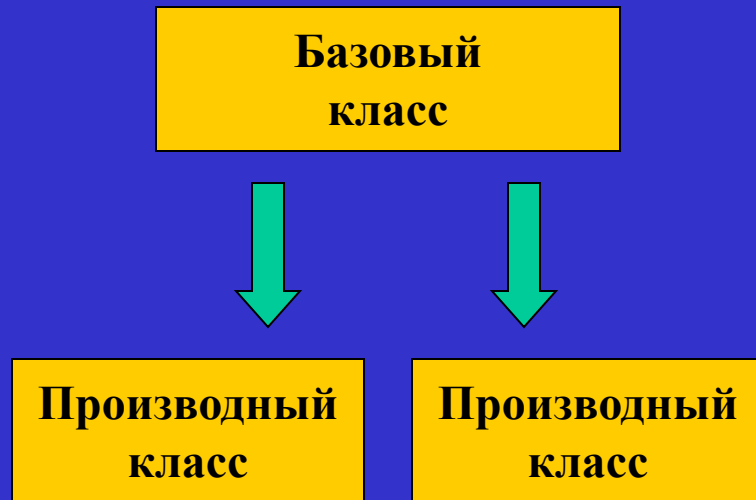 Базовый
класс
Производный
класс
Производный
класс